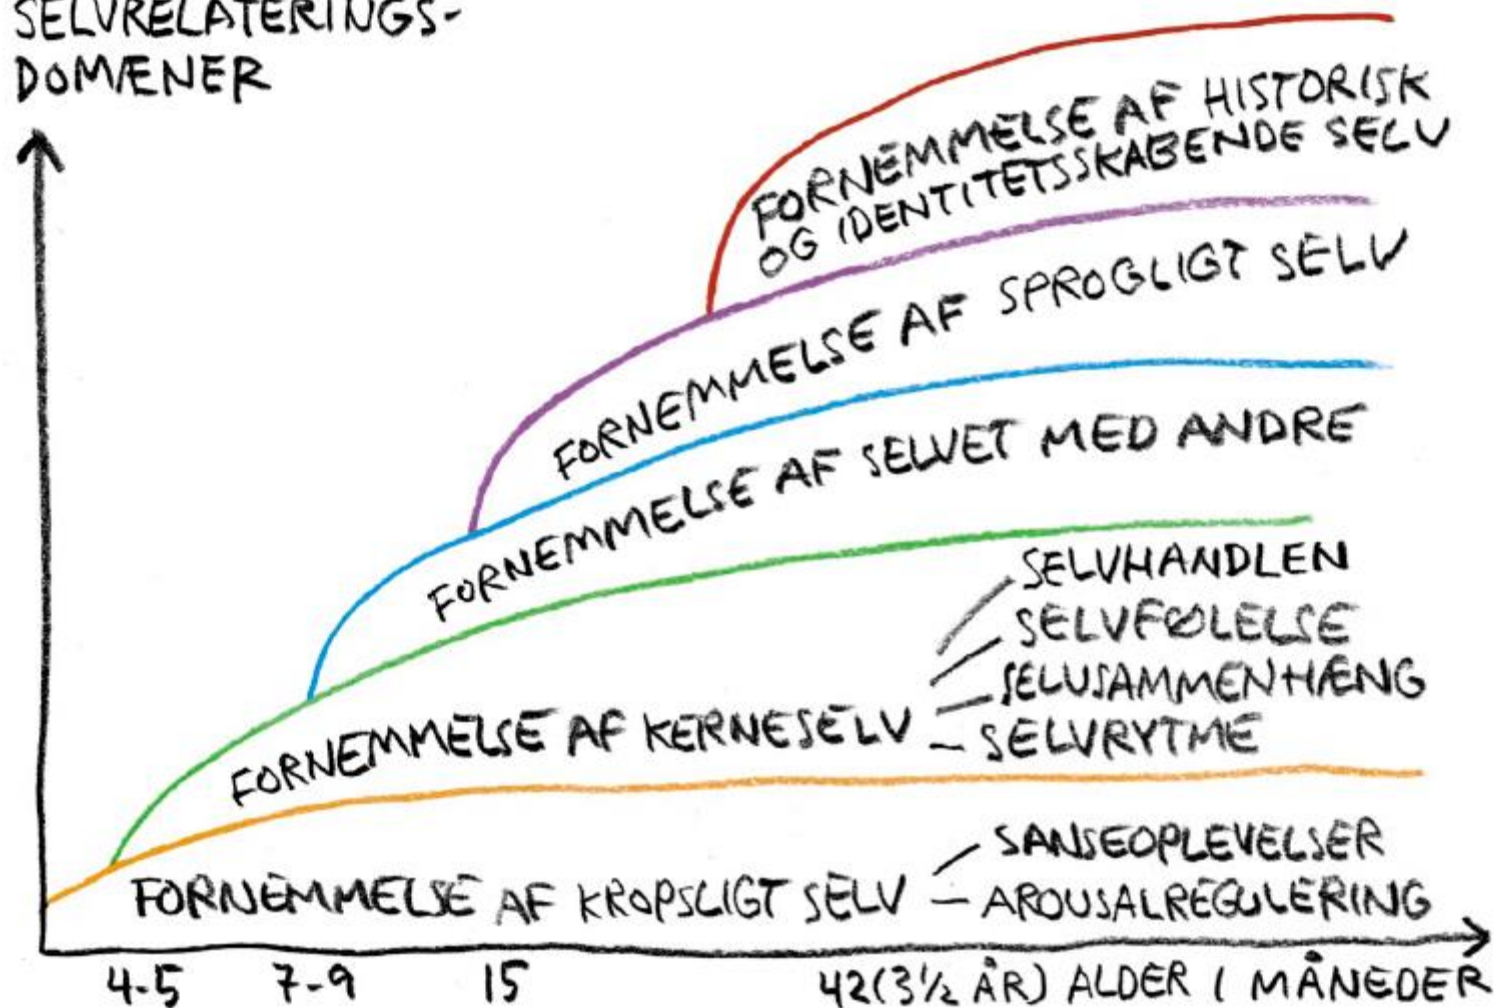 SELVRELATERINGS-
DOMÆNER
FORNEMMELSE AF HISTORISK
OG IDENTITETSSKABENDE SELV
FORNEMMELSE AF SPROGLIGT SELV
FORNEMMELSE AF SELVET MED ANDRE
SELVHANDLEN
SELVFØLELSE
SELVSAMMENHÆNG
FORNEMMELSE AF KERNESELV
SELVRYTME
SANSEOPLEVELSER
FORNEMMELSE AF KROPSLIGT SELV
AROUSALREGULERING
4-5 7-9 15 42 (3½ ÅR) ALDER I MÅNEDER